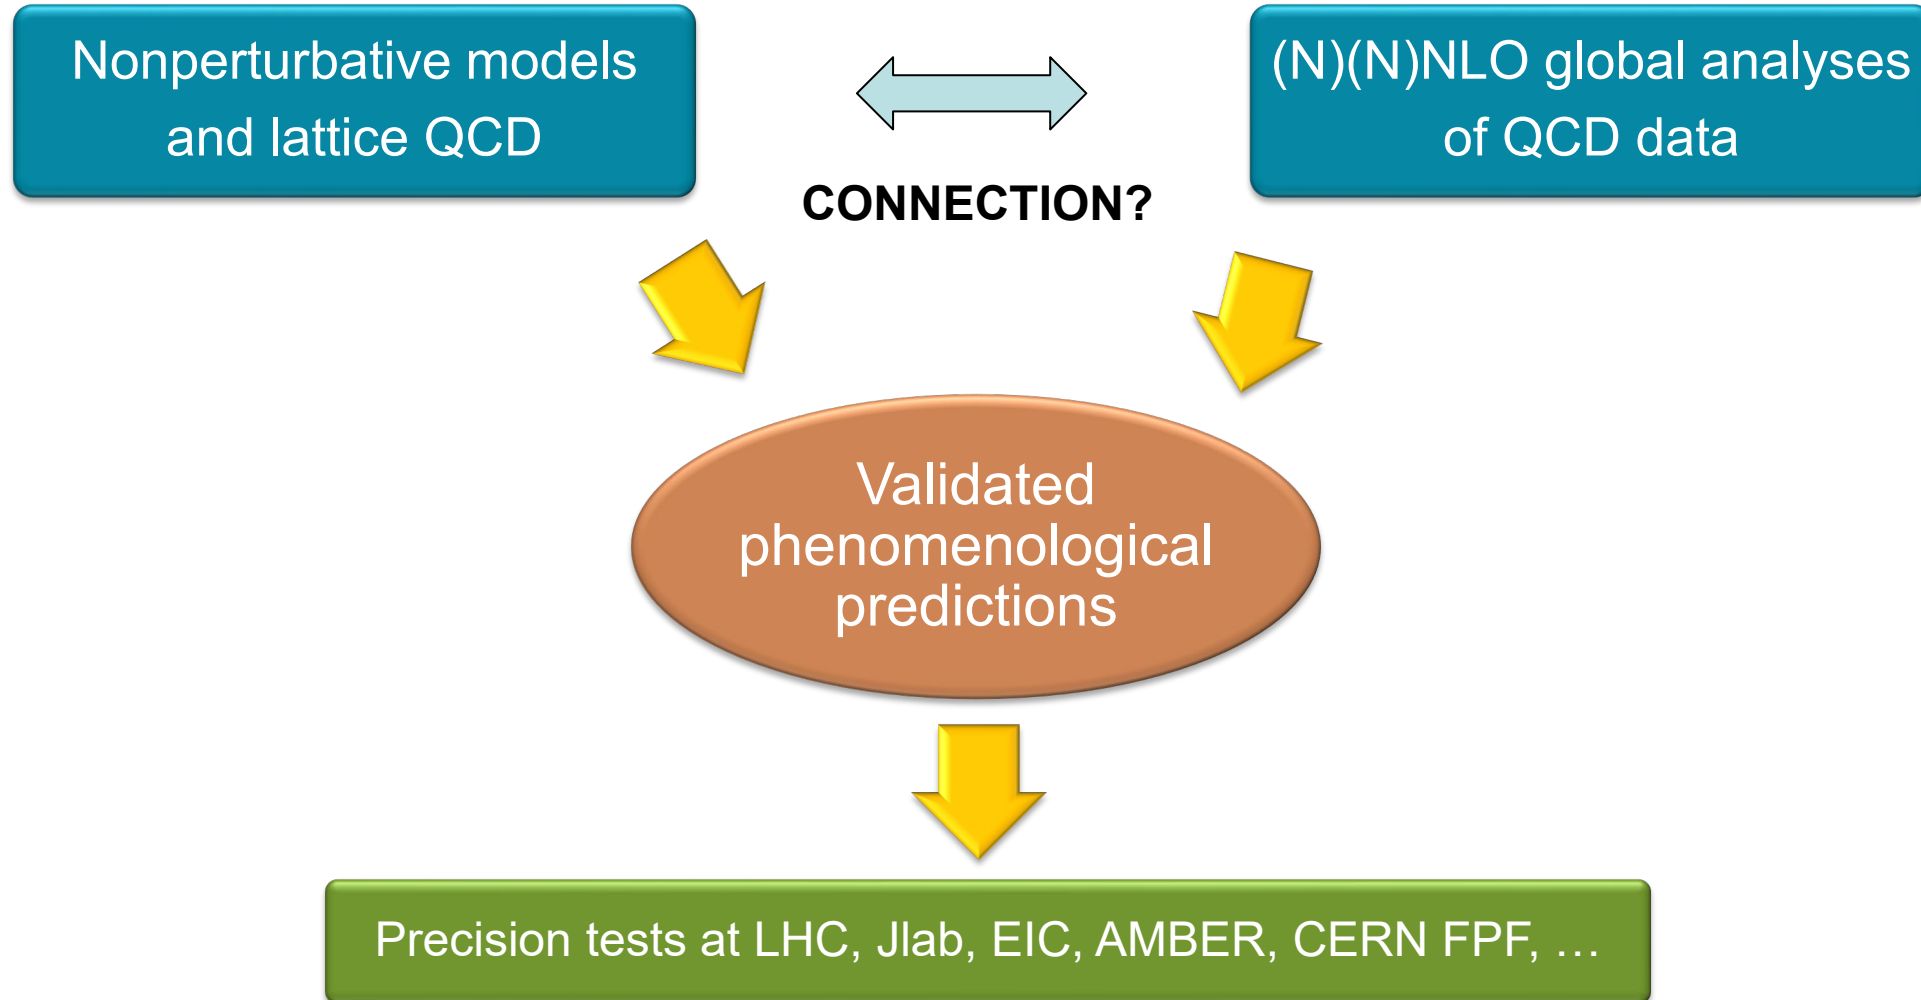 Nonperturbative models
and lattice QCD
(N)(N)NLO global analyses
of QCD data
CONNECTION?
Validated
phenomenological
predictions
Precision tests at LHC, Jlab, EIC, AMBER, CERN FPF, …